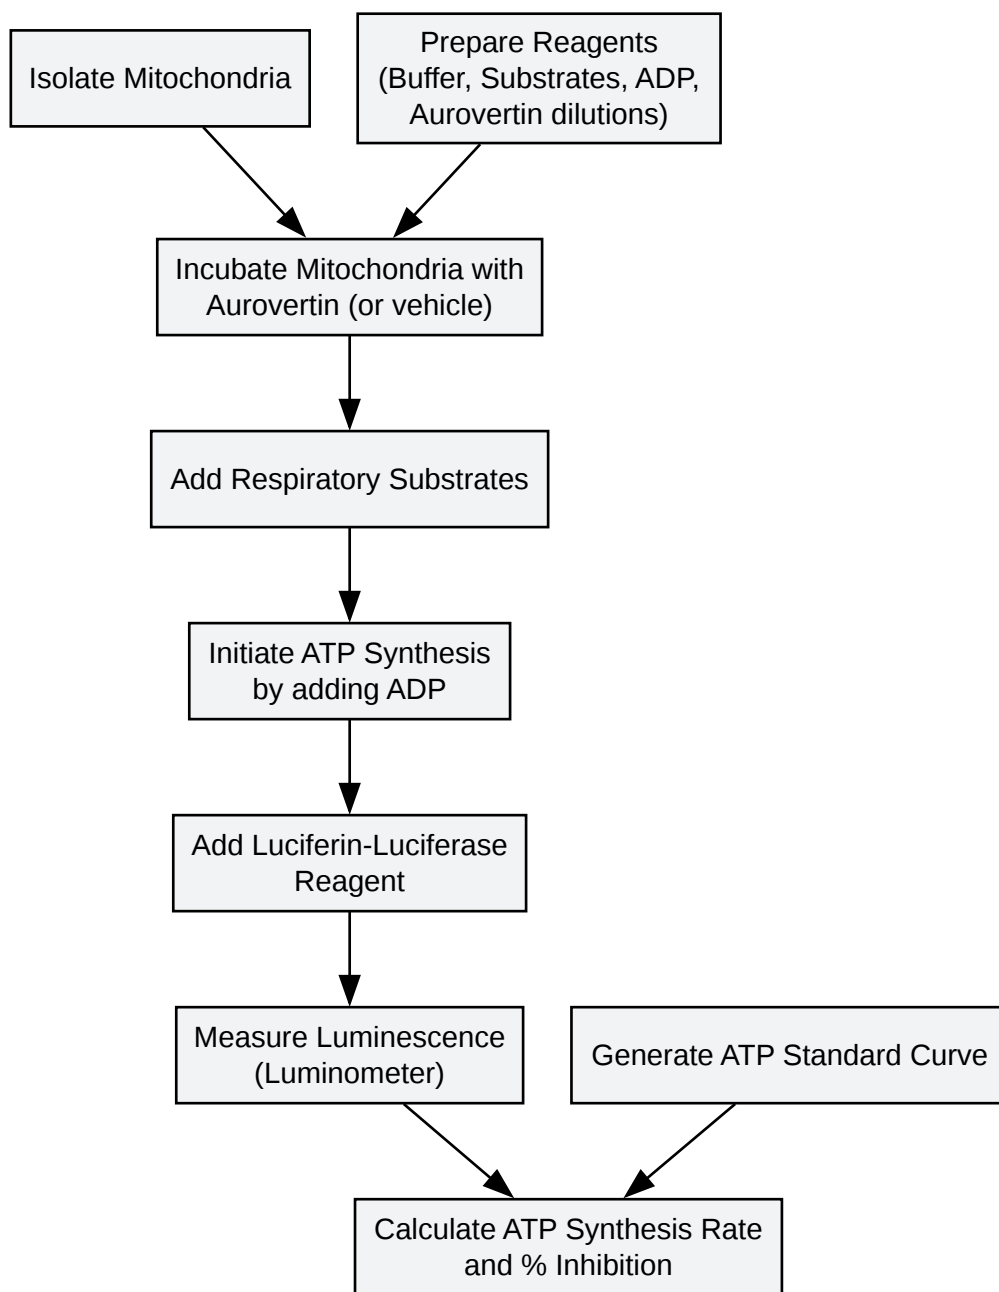 Isolate Mitochondria
Prepare Reagents
(Buffer, Substrates, ADP,
Aurovertin dilutions)
Incubate Mitochondria with
Aurovertin (or vehicle)
Add Respiratory Substrates
Initiate ATP Synthesis
by adding ADP
Add Luciferin-Luciferase
Reagent
Measure Luminescence
(Luminometer)
Generate ATP Standard Curve
Calculate ATP Synthesis Rate
and % Inhibition